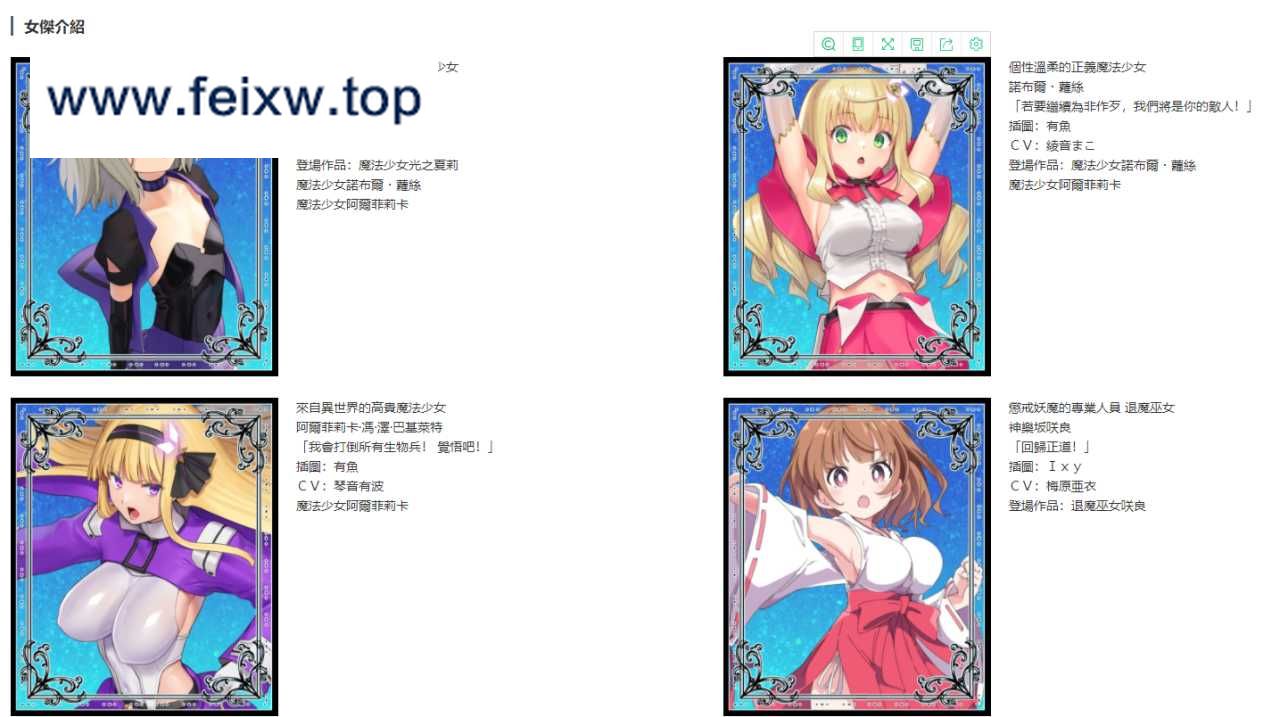 女傑介紹
www.feixw.top
少女
登場作品：魔法少女光之夏莉
魔法少女諾布爾・蘿絲
魔法少女阿爾菲莉卡
個性溫柔的正義魔法少女
諾布爾・蘿絲
「若要繼續為非作歹，我們將是你的敵人！」
插圖：有魚
ＣＶ：綾音まこ
登場作品：魔法少女諾布爾・蘿絲
魔法少女阿爾菲莉卡
來自異世界的高貴魔法少女
阿爾菲莉卡·馮·澤·巴基萊特
「我會打倒所有生物兵！ 覺悟吧！」
插圖：有魚
ＣＶ：琴音有波
魔法少女阿爾菲莉卡
懲戒妖魔的專業人員 退魔巫女
神樂坂咲良
「回歸正道！」
插圖：Ｉｘｙ
ＣＶ：梅原亜衣
登場作品：退魔巫女咲良